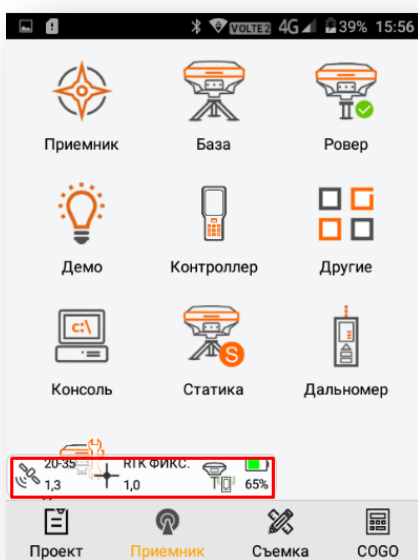 VOLTE2 4G 39% 15:56
Приемник База Ровер
Демо Контроллер Другие
c:\
Консоль Статика Дальномер
S
20-35 RTK ФИКС.
1,3 1,0 65%
Проект Приемник Съемка COGO